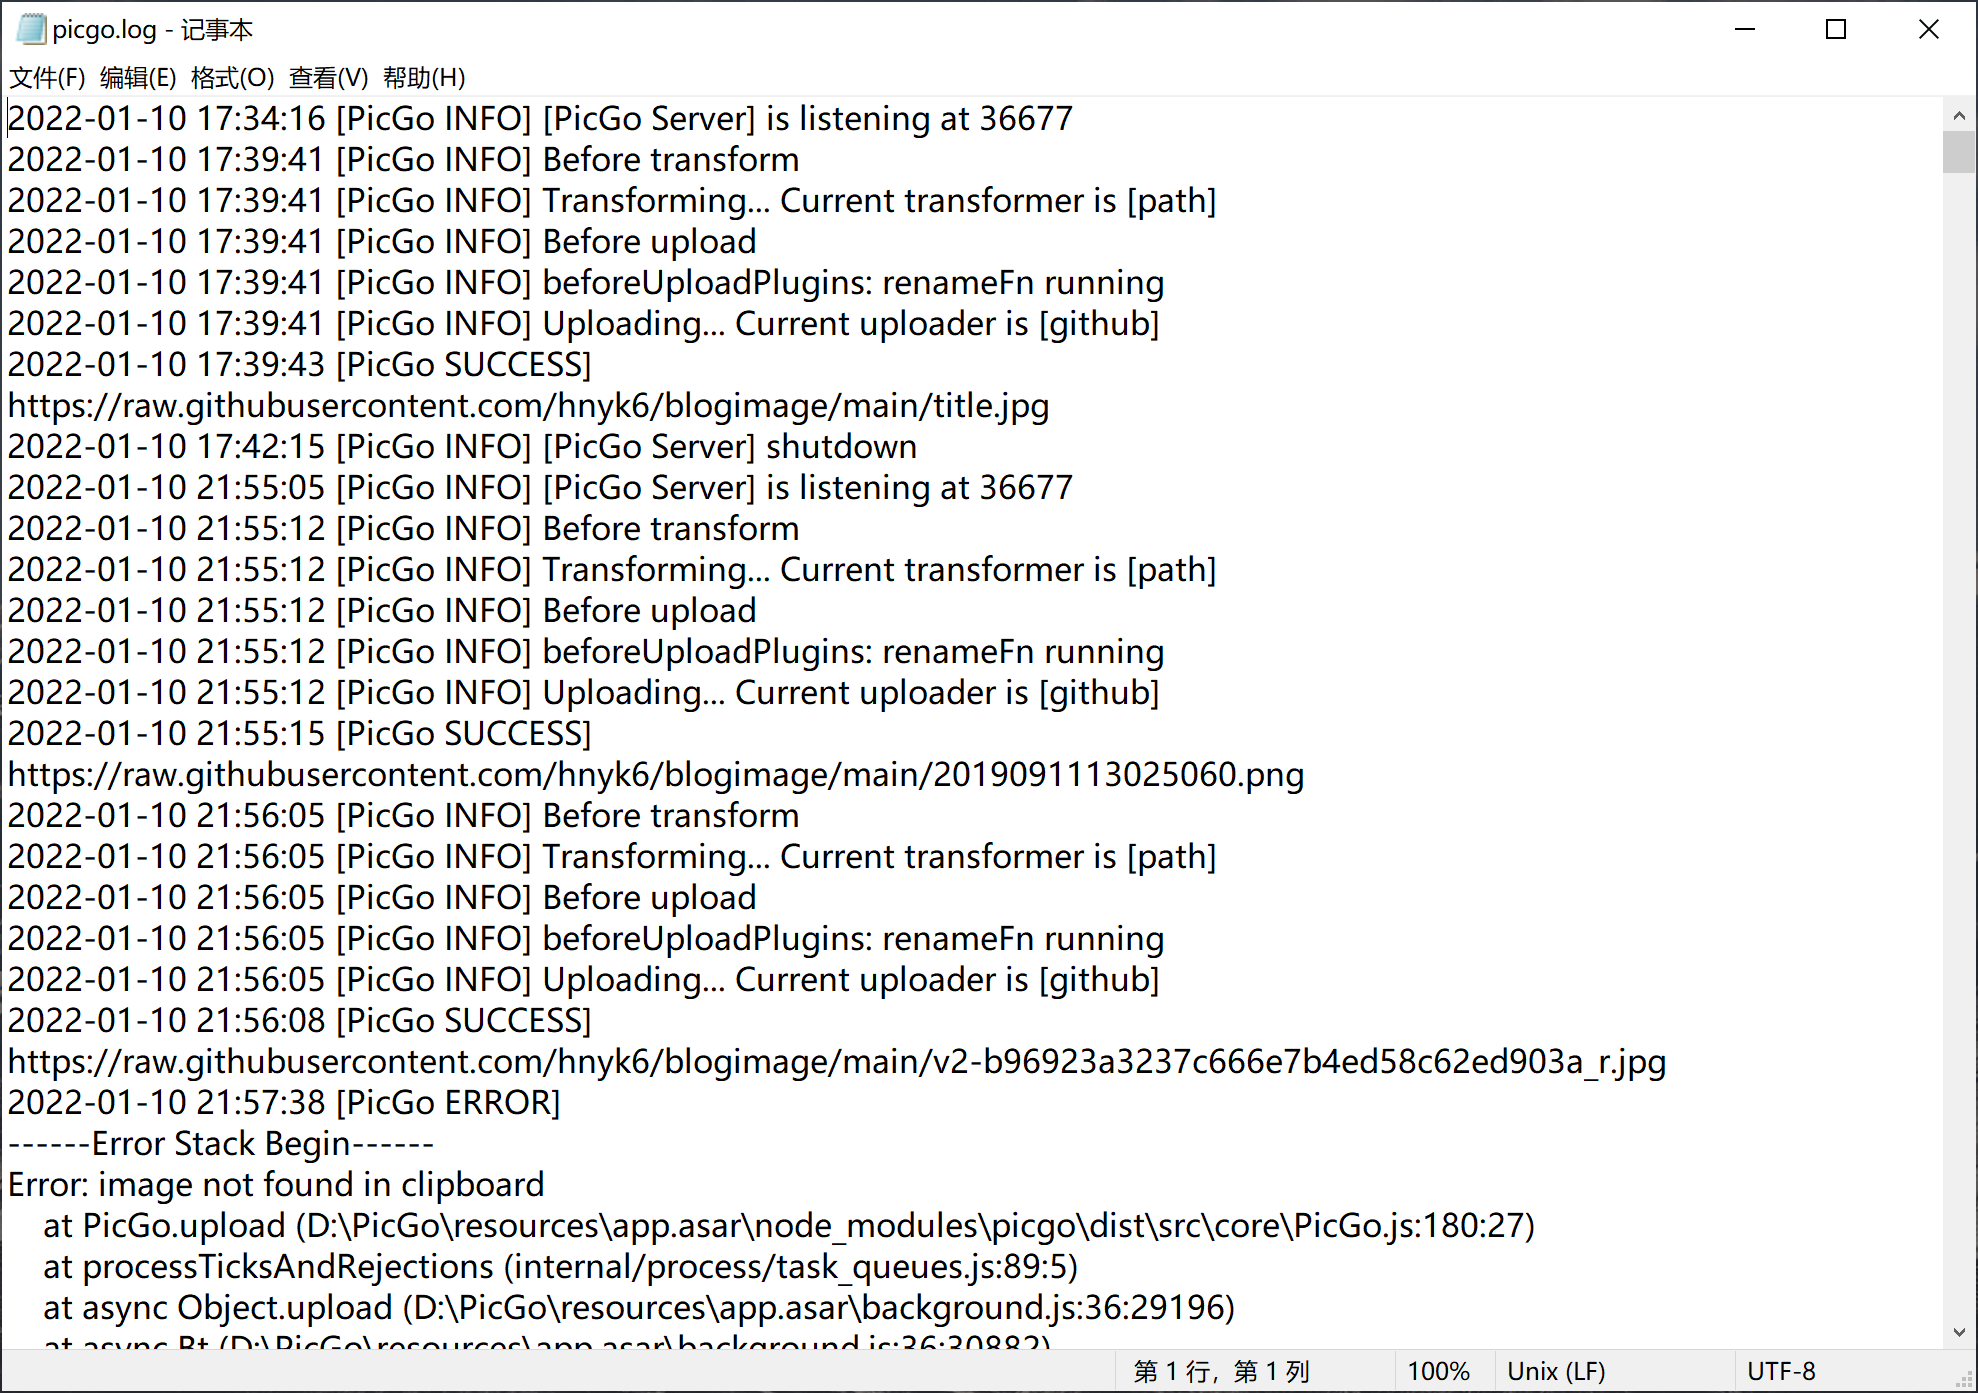 picgo.log - 记事本
文件(F) 编辑(E) 格式(O) 查看(V) 帮助(H)
2022-01-10 17:34:16 [PicGo INFO] [PicGo Server] is listening at 36677
2022-01-10 17:39:41 [PicGo INFO] Before transform
2022-01-10 17:39:41 [PicGo INFO] Transforming... Current transformer is [path]
2022-01-10 17:39:41 [PicGo INFO] Before upload
2022-01-10 17:39:41 [PicGo INFO] beforeUploadPlugins: renameFn running
2022-01-10 17:39:41 [PicGo INFO] Uploading... Current uploader is [github]
2022-01-10 17:39:43 [PicGo SUCCESS]
https://raw.githubusercontent.com/hnyk6/blogimage/main/title.jpg
2022-01-10 17:42:15 [PicGo INFO] [PicGo Server] shutdown
2022-01-10 21:55:05 [PicGo INFO] [PicGo Server] is listening at 36677
2022-01-10 21:55:12 [PicGo INFO] Before transform
2022-01-10 21:55:12 [PicGo INFO] Transforming... Current transformer is [path]
2022-01-10 21:55:12 [PicGo INFO] Before upload
2022-01-10 21:55:12 [PicGo INFO] beforeUploadPlugins: renameFn running
2022-01-10 21:55:12 [PicGo INFO] Uploading... Current uploader is [github]
2022-01-10 21:55:15 [PicGo SUCCESS]
https://raw.githubusercontent.com/hnyk6/blogimage/main/2019091113025060.png
2022-01-10 21:56:05 [PicGo INFO] Before transform
2022-01-10 21:56:05 [PicGo INFO] Transforming... Current transformer is [path]
2022-01-10 21:56:05 [PicGo INFO] Before upload
2022-01-10 21:56:05 [PicGo INFO] beforeUploadPlugins: renameFn running
2022-01-10 21:56:05 [PicGo INFO] Uploading... Current uploader is [github]
2022-01-10 21:56:08 [PicGo SUCCESS]
https://raw.githubusercontent.com/hnyk6/blogimage/main/v2-b96923a3237c666e7b4ed58c62ed903a_r.jpg
2022-01-10 21:57:38 [PicGo ERROR]
------Error Stack Begin------
Error: image not found in clipboard
at PicGo.upload (D:\PicGo\resources\app.asar\node_modules\picgo\dist\src\core\PicGo.js:180:27)
at processTicksAndRejections (internal/process/task_queues.js:89:5)
at async Object.upload (D:\PicGo\resources\app.asar\background.js:36:29196)
at async Bt (D:\PicGo\resources\app.asar\background.js:36:30882)
第 1 行，第 1 列 100% Unix (LF) UTF-8